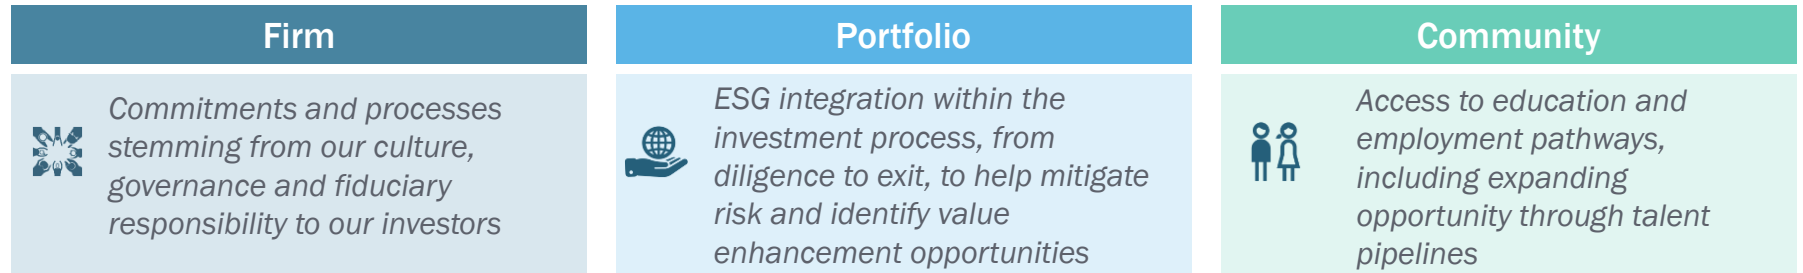 Firm
Commitments and processes
stemming from our culture,
governance and fiduciary
responsibility to our investors
Portfolio
ESG integration within the
investment process, from
diligence to exit, to help mitigate
risk and identify value
enhancement opportunities
Community
Access to education and
employment pathways,
including expanding
opportunity through talent
pipelines